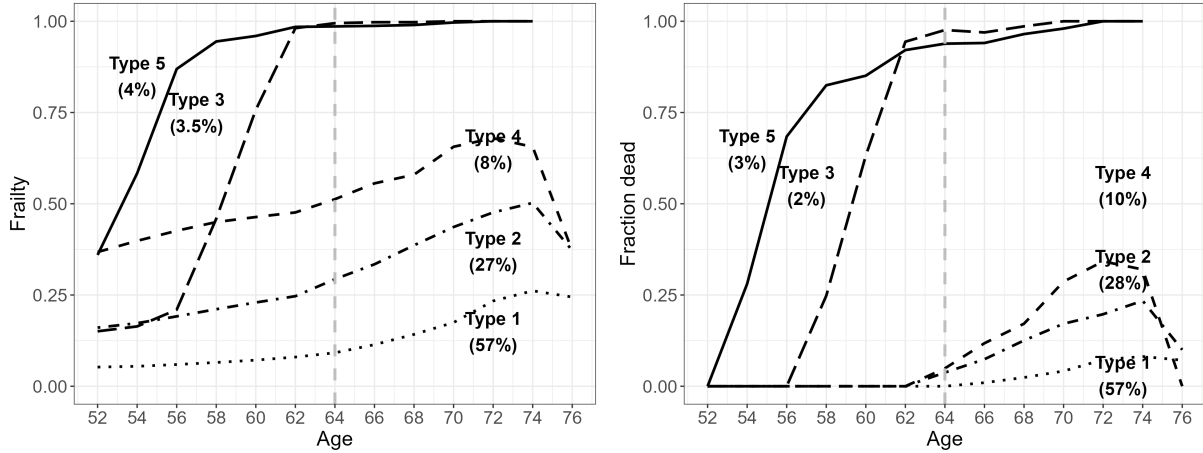 1.00
0.75
0.50
0.25
0.00
Frailty
Type 5
(4%)
Type 3
(3.5%)
Type 4
(8%)
Type 2
(27%)
Type 1
(57%)
52 54 56 58 60 62 64 66 68 70 72 74 76
Age
1.00
0.75
0.50
0.25
0.00
Fraction dead
Type 5
(3%)
Type 3
(2%)
Type 4
(10%)
Type 2
(28%)
Type 1
(57%)
52 54 56 58 60 62 64 66 68 70 72 74 76
Age